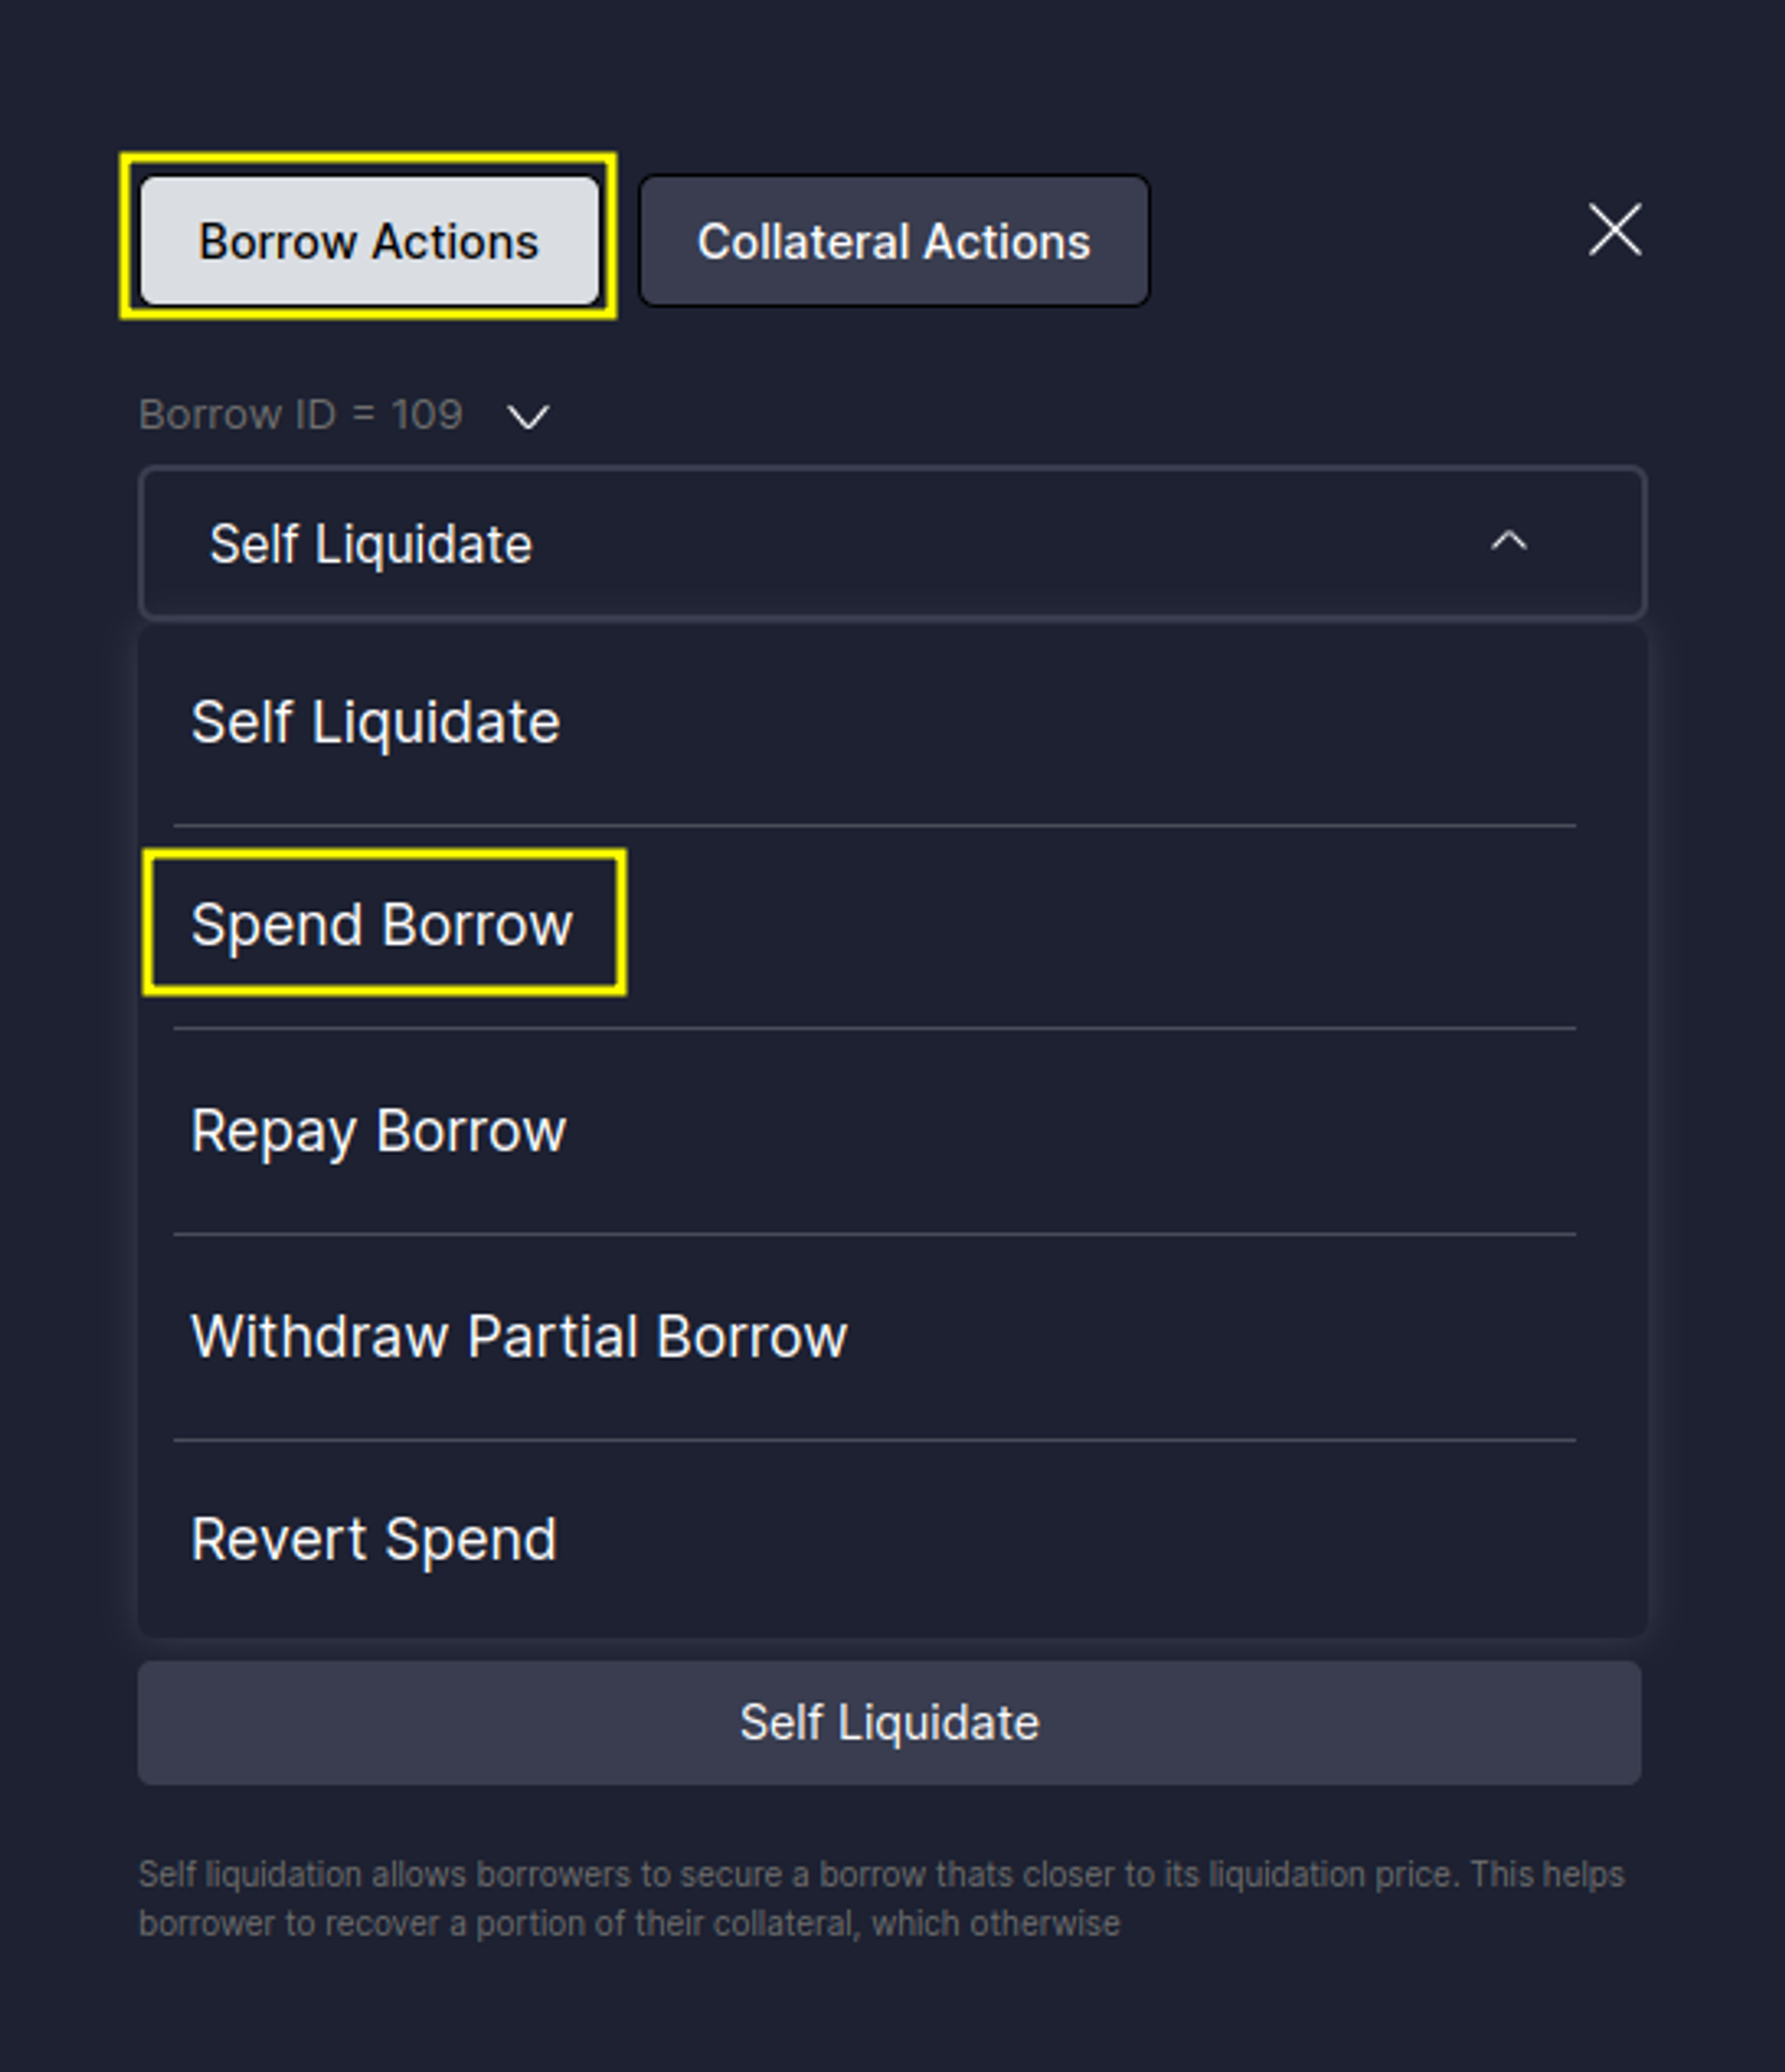 Borrow Actions
Collateral Actions
Borrow ID = 109
Self Liquidate
Self Liquidate
Spend Borrow
Repay Borrow
Withdraw Partial Borrow
Revert Spend
Self Liquidate
Self liquidation allows borrowers to secure a borrow thats closer to its liquidation price. This helps
borrower to recover a portion of their collateral, which otherwise